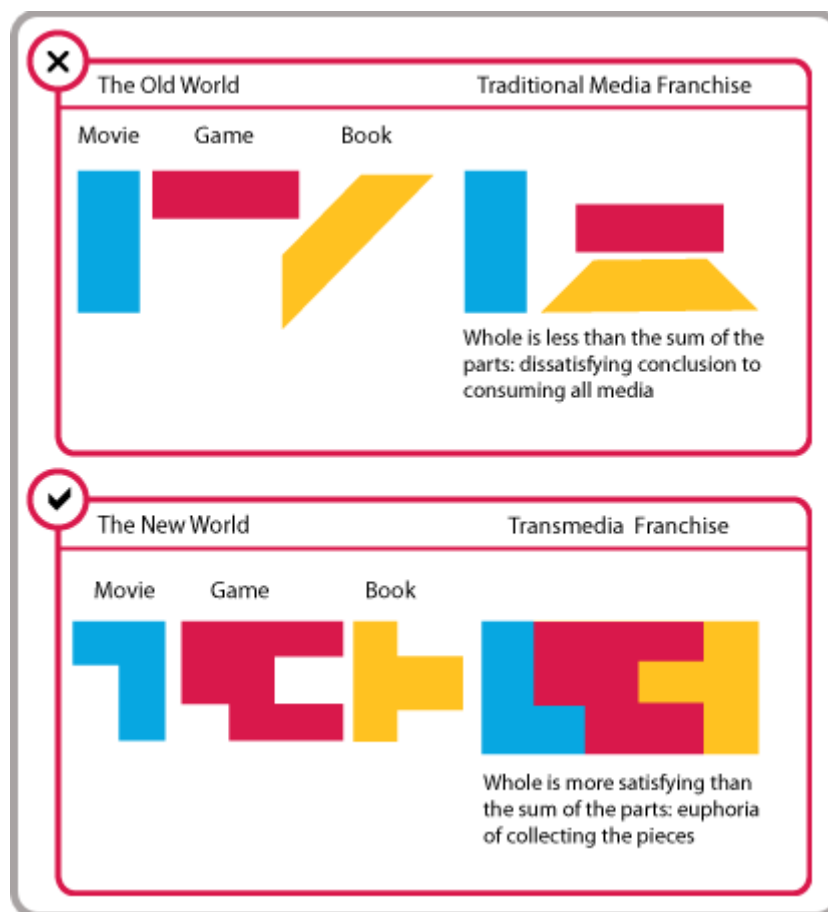 The Old World
Traditional Media Franchise
Movie
Game
Book
Whole is less than the sum of the
parts: dissatisfying conclusion to
consuming all media
The New World
Transmedia Franchise
Movie
Game
Book
Whole is more satisfying than
the sum of the parts: euphoria
of collecting the pieces